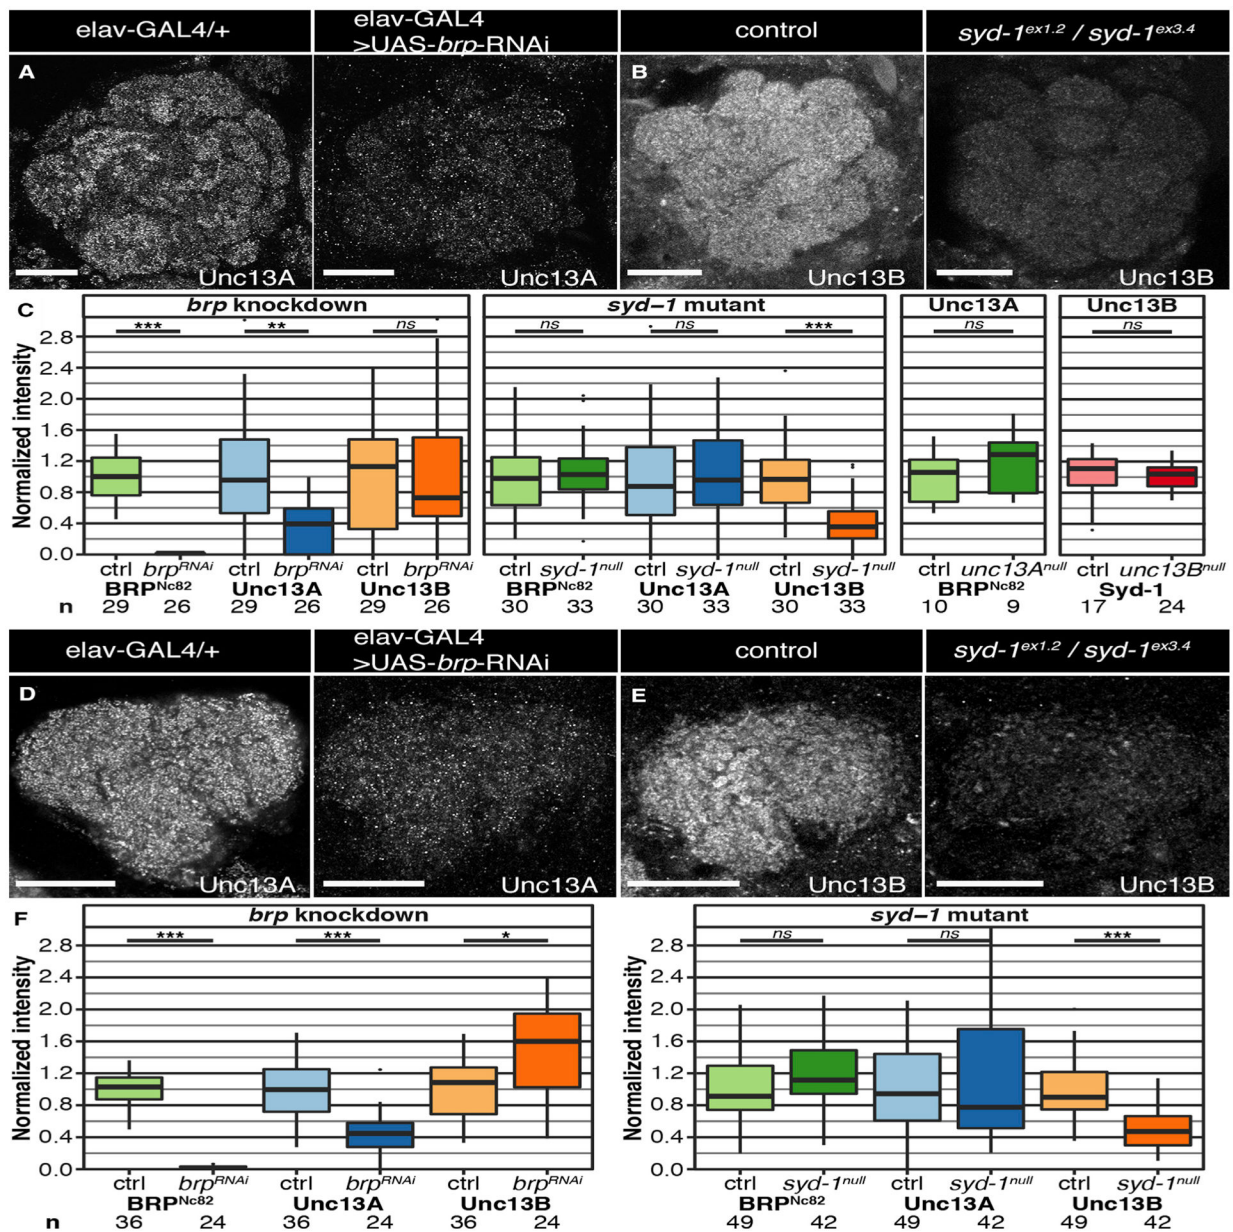 elav-GAL4/+
elav-GAL4
>UAS-brp-RNAi
control
syd-1ex1.2 / syd-1ex3.4
A
Unc13A
Unc13A
B
Unc13B
Unc13B
C
brp knockdown
syd-1 mutant
Unc13A
Unc13B
*** ** ns
ns ns ***
ns
ns
Normalized intensity
2.8
2.4
2.0
1.6
1.2
0.8
0.4
0.0
ctrl brpRNAi ctrl brpRNAi ctrl brpRNAi
ctrl syd-1null ctrl syd-1null ctrl syd-1null
ctrl unc13Anull
ctrl unc13Bnull
BRPNc82 Unc13A Unc13B
BRPNc82 Unc13A Unc13B
BRPNc82
Syd-1
n 29 26 29 26 29 26
30 33 30 33 30 33
10 9
17 24
elav-GAL4/+
elav-GAL4
>UAS-brp-RNAi
control
syd-1ex1.2 / syd-1ex3.4
D
Unc13A
Unc13A
E
Unc13B
Unc13B
F
brp knockdown
*** *** *
Normalized intensity
2.8
2.4
2.0
1.6
1.2
0.8
0.4
0.0
ctrl brpRNAi ctrl brpRNAi ctrl brpRNAi
BRPNc82 Unc13A Unc13B
n 36 24 36 24 36 24
syd-1 mutant
ns ns ***
Normalized intensity
2.8
2.4
2.0
1.6
1.2
0.8
0.4
0.0
ctrl syd-1null ctrl syd-1null ctrl syd-1null
BRPNc82 Unc13A Unc13B
49 42 49 42 49 42